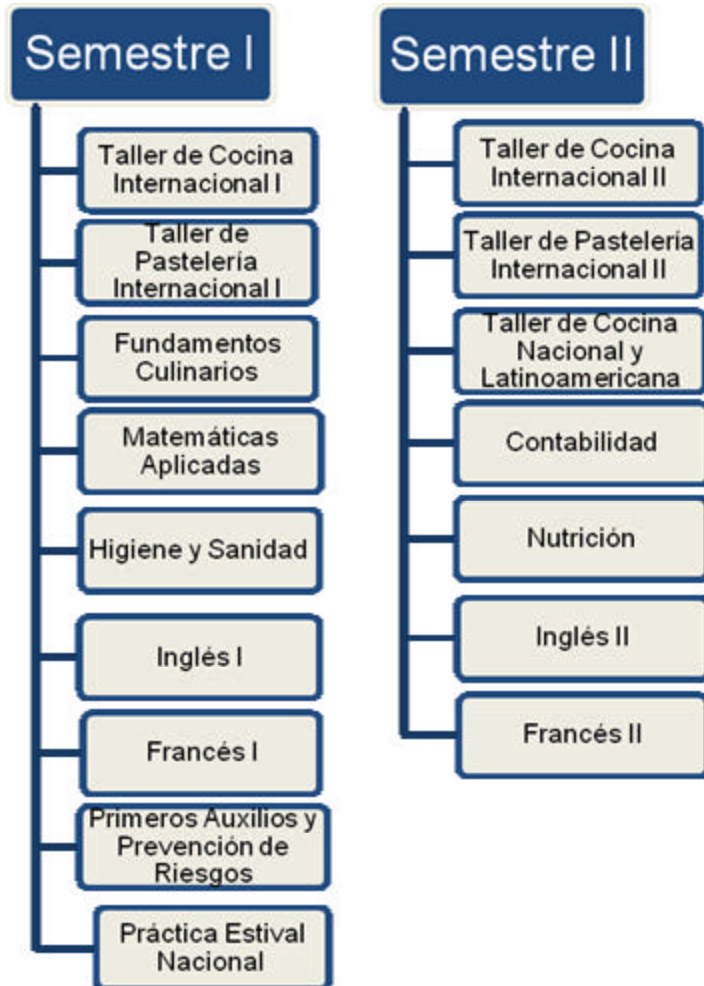 Semestre I
Taller de Cocina
Internacional I
Taller de
Pastelería
Internacional I
Fundamentos
Culinarios
Matemáticas
Aplicadas
Higiene y Sanidad
Inglés I
Francés I
Primeros Auxilios y
Prevención de
Riesgos
Práctica Estival
Nacional
Semestre II
Taller de Cocina
Internacional II
Taller de Pastelería
Internacional II
Taller de Cocina
Nacional y
Latinoamericana
Contabilidad
Nutrición
Inglés II
Francés II